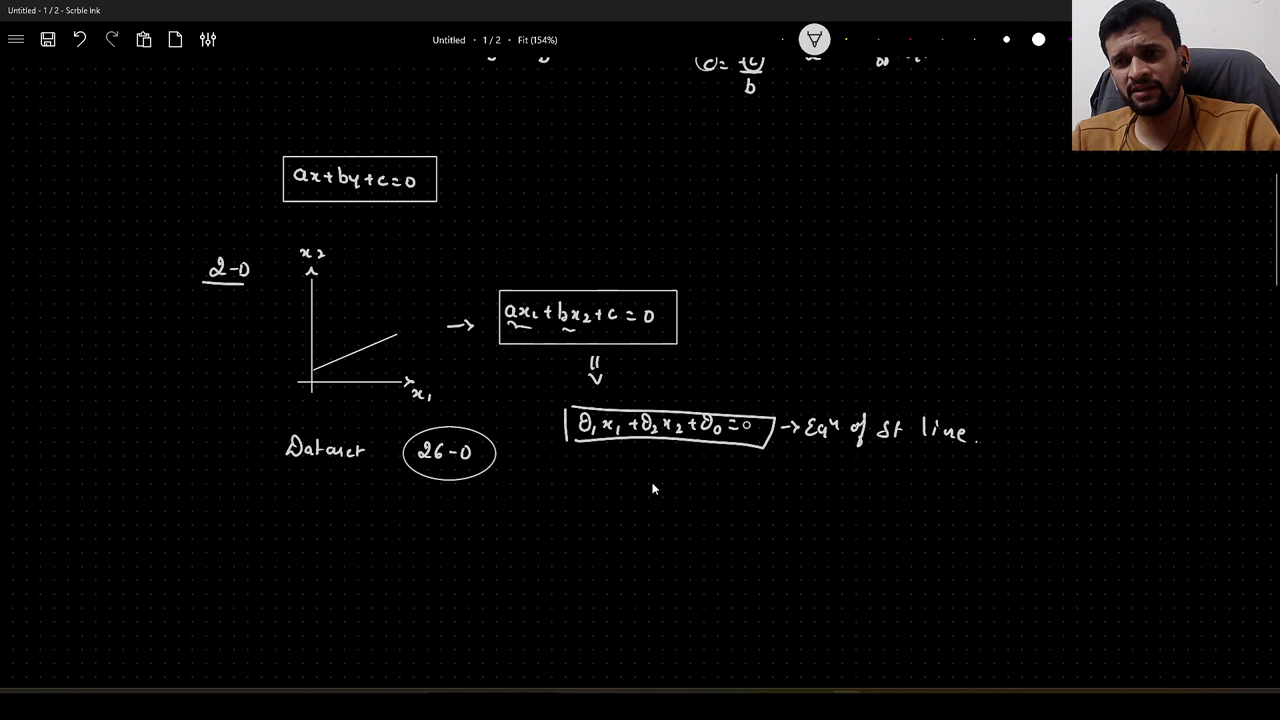 Untitled - 1 / 2 - Scrble Ink
Untitled • 1 / 2 • Fit (154%)
b
ax+by+c=0
2-D
x2
x1
ax1+bx2+c=0
θ1x1+θ2x2+θ0=0 → Eqn of st line.
Dataset 26-D